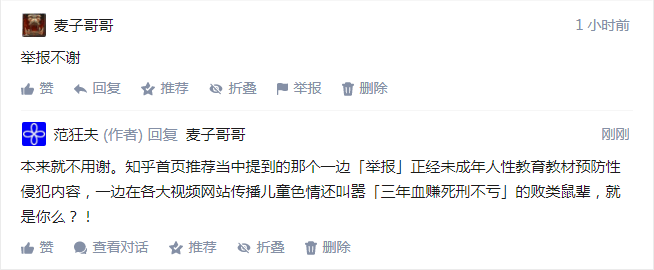 麦子哥哥 1 小时前
举报不谢
赞 回复 推荐 折叠 举报 删除
范狂夫 (作者) 回复 麦子哥哥 刚刚
本来就不用谢。知乎首页推荐当中提到的那个一边「举报」正经未成年人性教育教材预防性
侵犯内容，一边在各大视频网站传播儿童色情还叫嚣「三年血赚死刑不亏」的败类鼠辈，就
是你么？！
赞 查看对话 推荐 折叠 删除